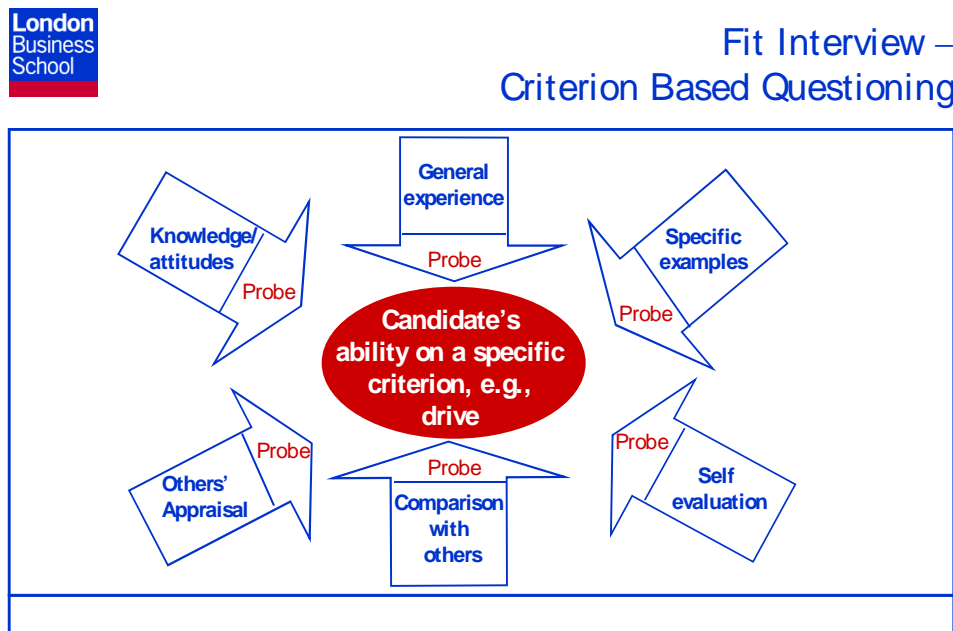 London
Business
School
Fit Interview –
Criterion Based Questioning
General
experience
Probe
Knowledge/
attitudes
Probe
Specific
examples
Probe
Candidate's
ability on a specific
criterion, e.g.,
drive
Others'
Appraisal
Probe
Probe
Comparison
with
others
Probe
Self
evaluation